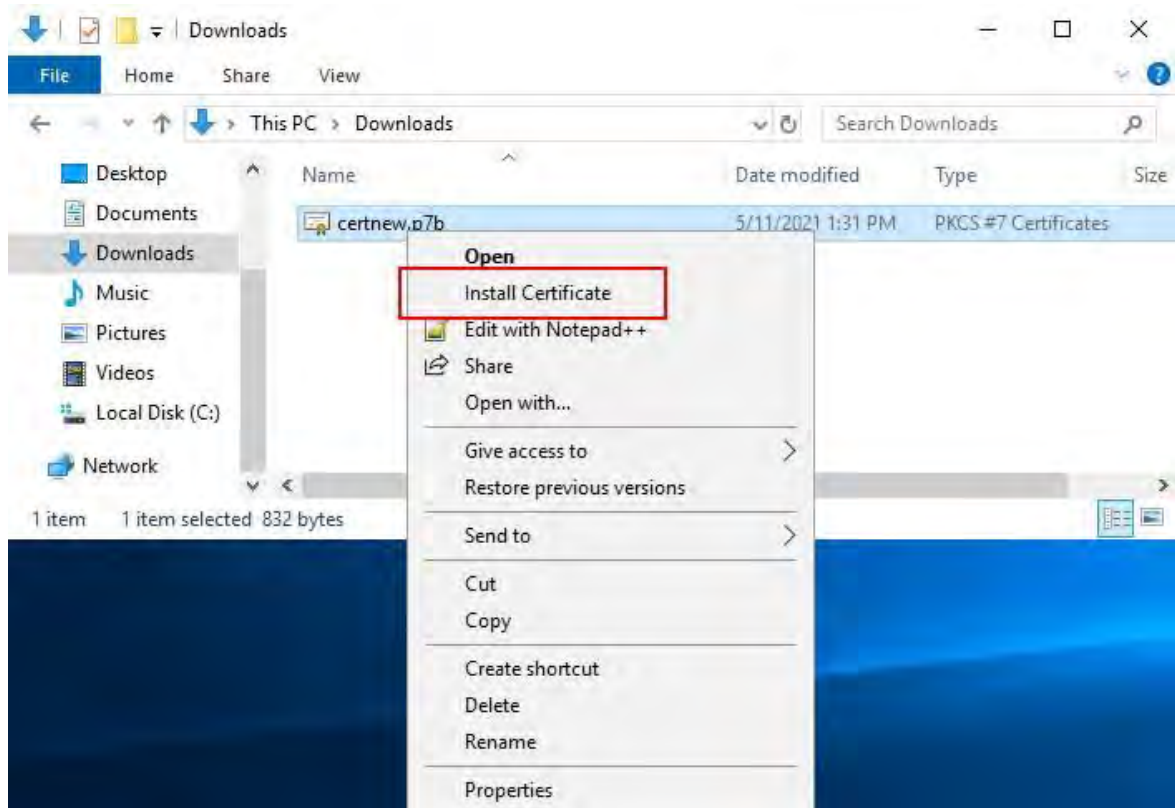 Downloads
File Home Share View
This PC > Downloads
Search Downloads
Desktop
Documents
Downloads
Music
Pictures
Videos
Local Disk (C:)
Network
Name Date modified Type Size
certnew.p7b 5/11/2021 1:31 PM PKCS #7 Certificates
Open
Install Certificate
Edit with Notepad++
Share
Open with...
Give access to
Restore previous versions
Send to
Cut
Copy
Create shortcut
Delete
Rename
Properties
1 item 1 item selected 832 bytes